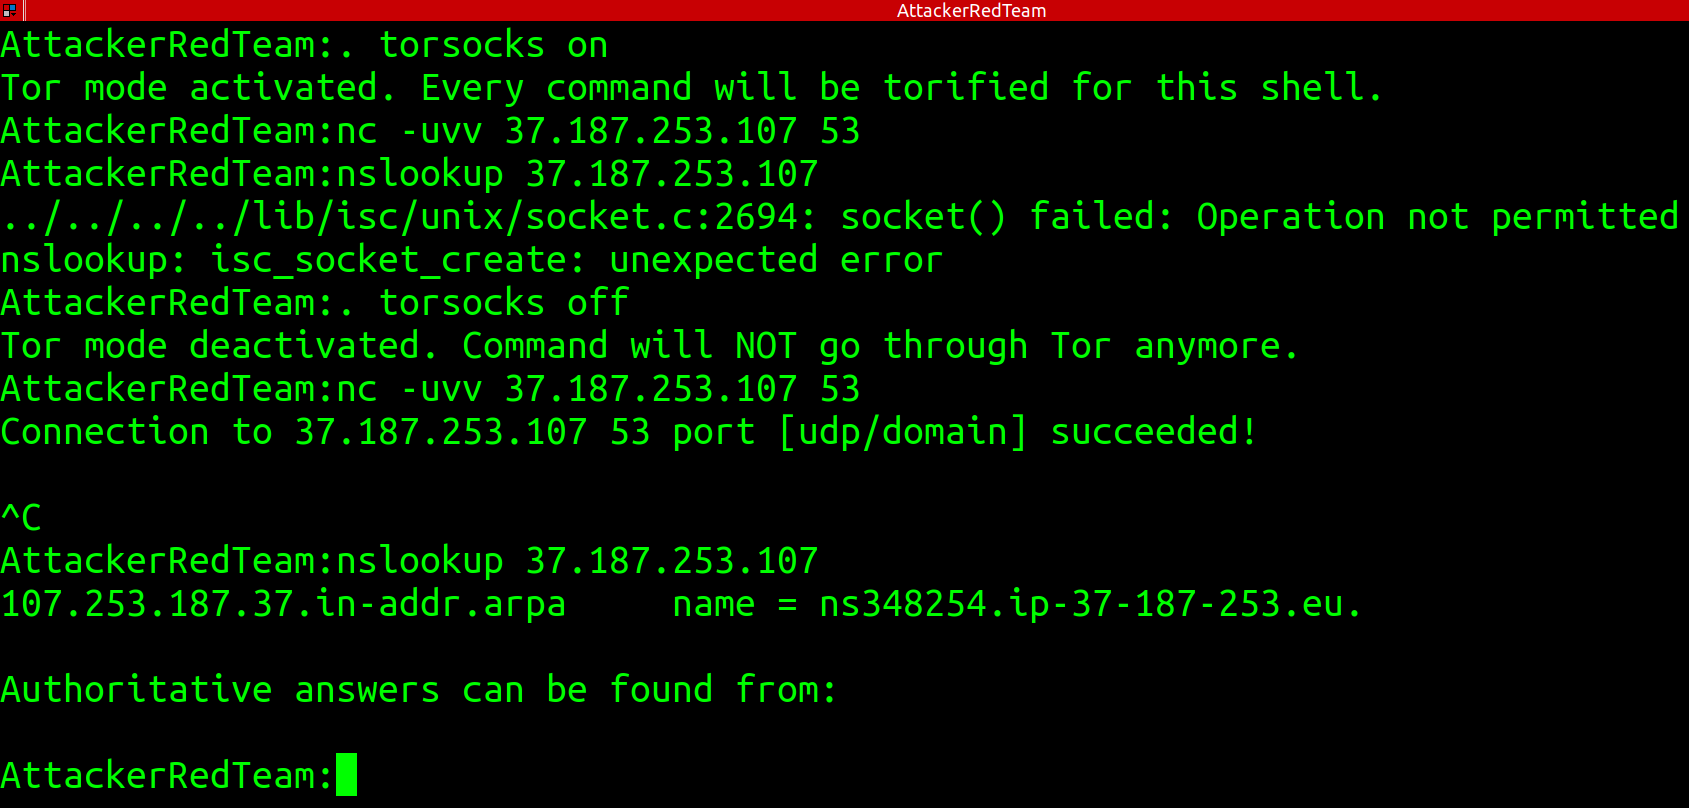 AttackerRedTeam
AttackerRedTeam:. torsocks on
Tor mode activated. Every command will be torified for this shell.
AttackerRedTeam:nc -uvv 37.187.253.107 53
AttackerRedTeam:nslookup 37.187.253.107
../../../../lib/isc/unix/socket.c:2694: socket() failed: Operation not permitted
nslookup: isc_socket_create: unexpected error
AttackerRedTeam:. torsocks off
Tor mode deactivated. Command will NOT go through Tor anymore.
AttackerRedTeam:nc -uvv 37.187.253.107 53
Connection to 37.187.253.107 53 port [udp/domain] succeeded!
^C
AttackerRedTeam:nslookup 37.187.253.107
107.253.187.37.in-addr.arpa     name = ns348254.ip-37-187-253.eu.
Authoritative answers can be found from:
AttackerRedTeam: